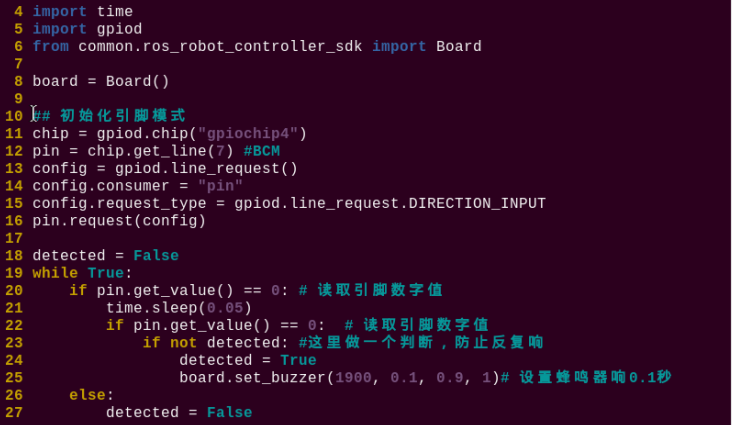 4 import time
5 import gpiod
6 from common.ros_robot_controller_sdk import Board
7
8 board = Board()
9
10 ## 初始化引脚模式
11 chip = gpiod.chip("gpiochip4")
12 pin = chip.get_line(7) #BCM
13 config = gpiod.line_request()
14 config.consumer = "pin"
15 config.request_type = gpiod.line_request.DIRECTION_INPUT
16 pin.request(config)
17
18 detected = False
19 while True:
20     if pin.get_value() == 0: # 读取引脚数字值
21         time.sleep(0.05)
22         if pin.get_value() == 0:  # 读取引脚数字值
23             if not detected: #这里做一个判断，防止反复响
24                 detected = True
25                 board.set_buzzer(1900, 0.1, 0.9, 1)# 设置蜂鸣器响0.1秒
26     else:
27         detected = False